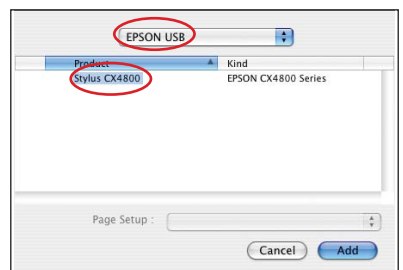 EPSON USB
Product Kind
Stylus CX4800 EPSON CX4800 Series
Page Setup :
Cancel Add